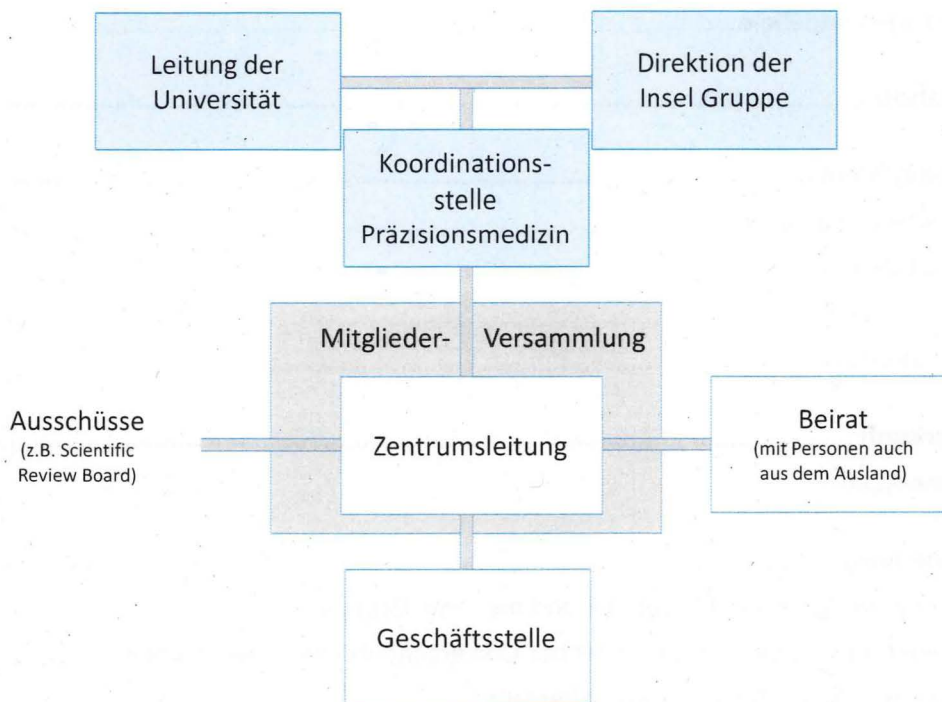 Leitung der
Universität
Direktion der
Insel Gruppe
Koordinations-
stelle
Präzisionsmedizin
Mitglieder- Versammlung
Ausschüsse
(z.B. Scientific
Review Board)
Zentrumsleitung
Beirat
(mit Personen auch
aus dem Ausland)
Geschäftsstelle